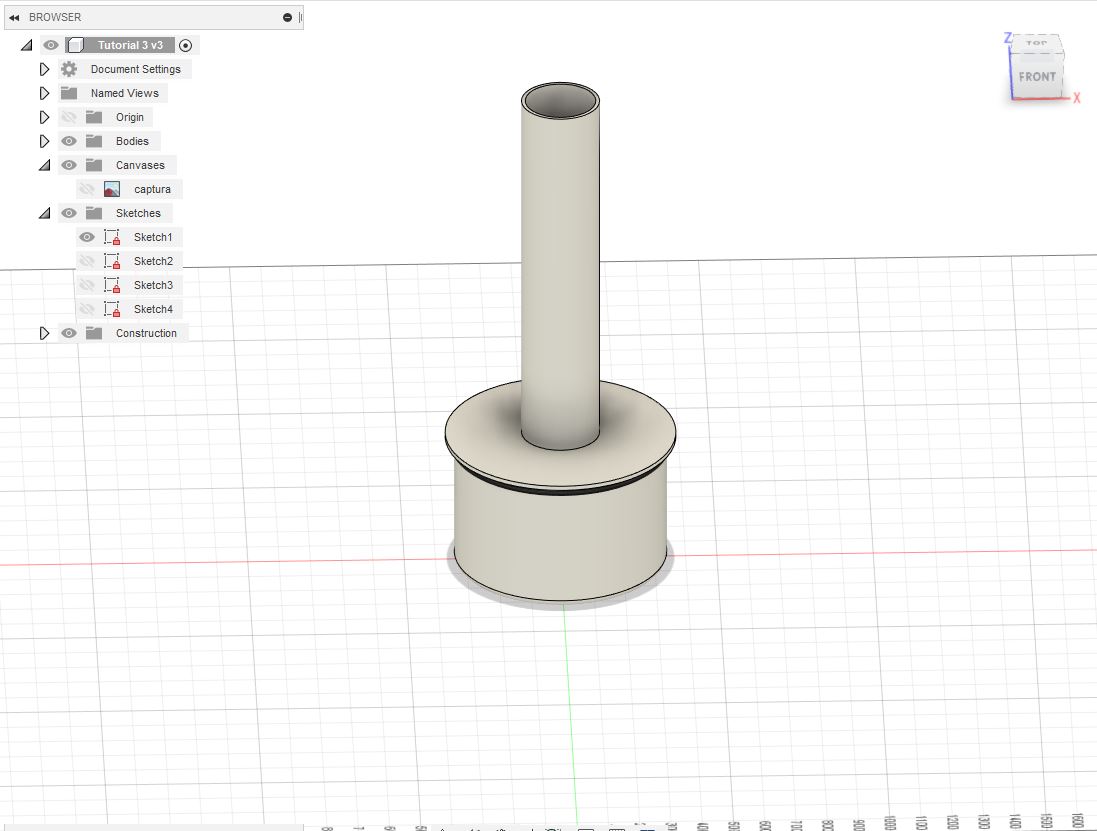 BROWSER
Tutorial 3 v3
Document Settings
Named Views
Origin
Bodies
Canvases
captura
Sketches
Sketch1
Sketch2
Sketch3
Sketch4
Construction
TOP
FRONT
Z
X